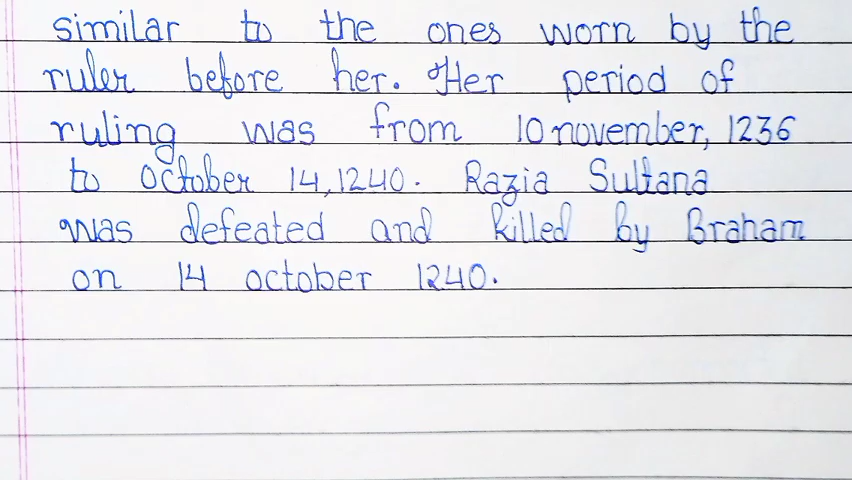 similar to the ones worn by the
ruler before her. Her period of
ruling was from 10 november, 1236
to october 14, 1240. Razia Sultana
was defeated and killed by Braham
on 14 october 1240.